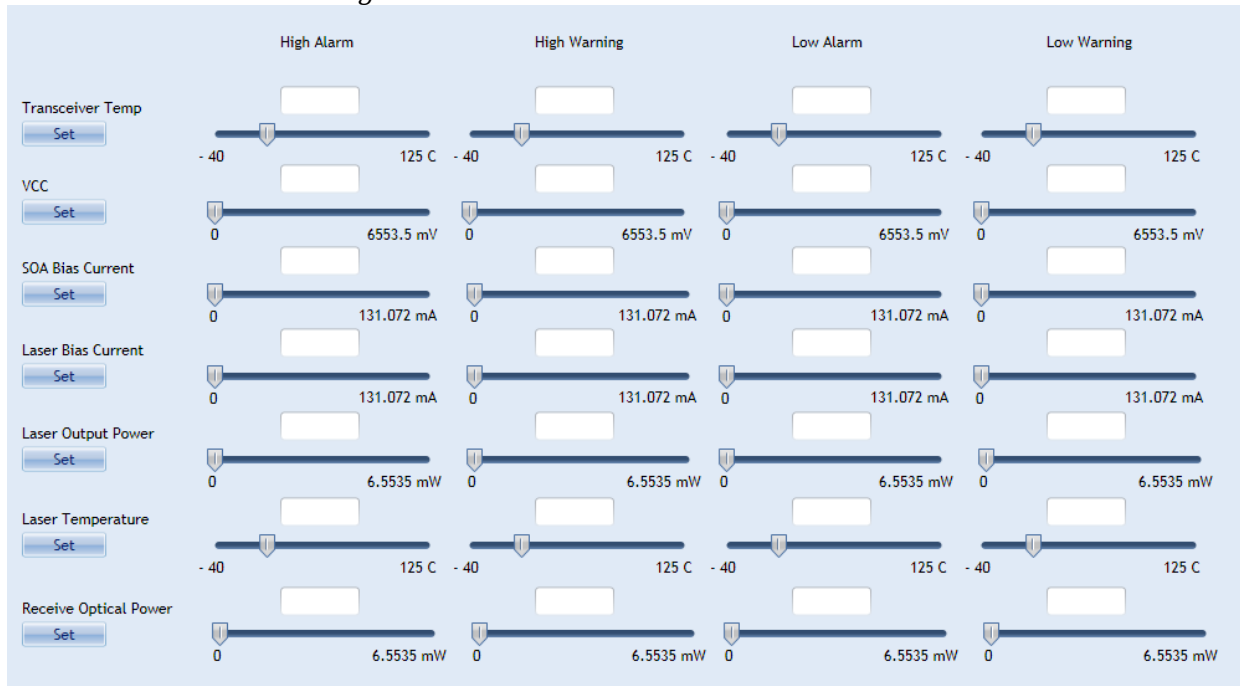 High Alarm High Warning Low Alarm Low Warning
Transceiver Temp
Set
- 40 125 C - 40 125 C - 40 125 C - 40 125 C
VCC
Set
0 6553.5 mV 0 6553.5 mV 0 6553.5 mV 0 6553.5 mV
SOA Bias Current
Set
0 131.072 mA 0 131.072 mA 0 131.072 mA 0 131.072 mA
Laser Bias Current
Set
0 131.072 mA 0 131.072 mA 0 131.072 mA 0 131.072 mA
Laser Output Power
Set
0 6.5535 mW 0 6.5535 mW 0 6.5535 mW 0 6.5535 mW
Laser Temperature
Set
- 40 125 C - 40 125 C - 40 125 C - 40 125 C
Receive Optical Power
Set
0 6.5535 mW 0 6.5535 mW 0 6.5535 mW 0 6.5535 mW